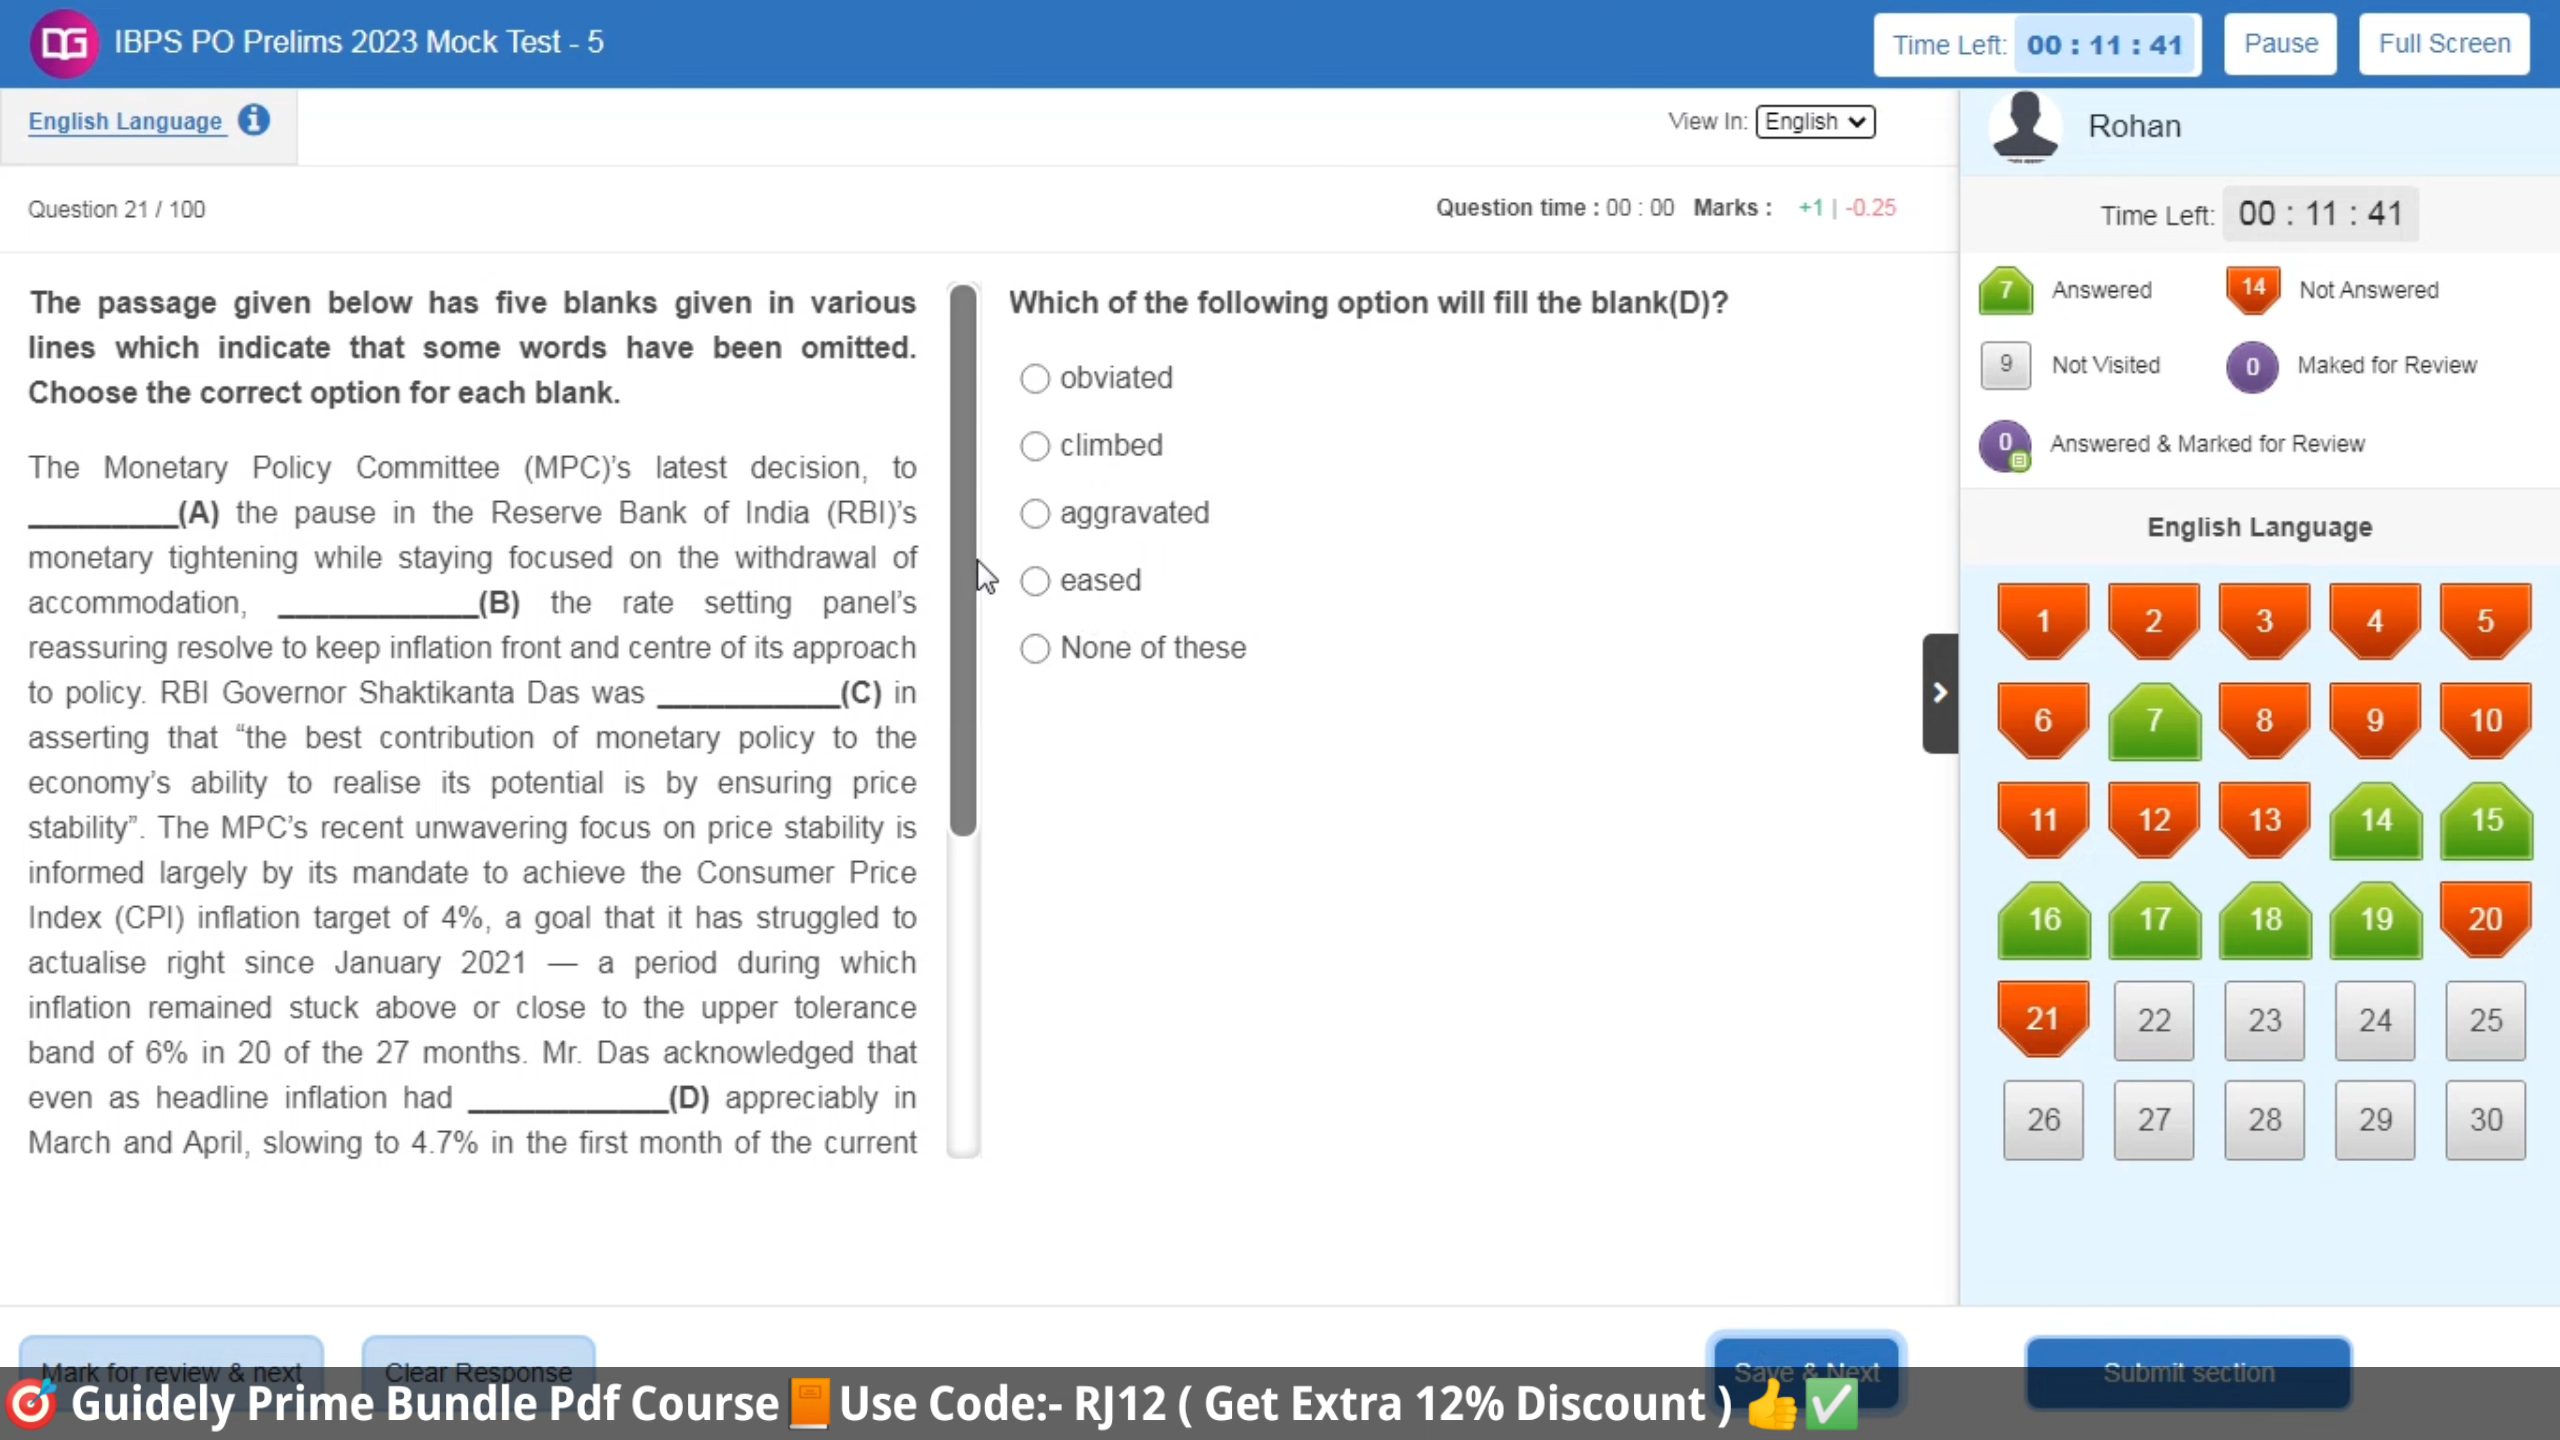 IBPS PO Prelims 2023 Mock Test - 5
Time Left: 00 : 11 : 41
Pause
Full Screen
English Language
View In: English
Rohan
Question 21 / 100
Question time : 00 : 00 Marks : +1 | -0.25
Time Left: 00 : 11 : 41
7 Answered
14 Not Answered
9 Not Visited
0 Maked for Review
0 Answered & Marked for Review
The passage given below has five blanks given in various
lines which indicate that some words have been omitted.
Choose the correct option for each blank.
The Monetary Policy Committee (MPC)’s latest decision, to
_________(A) the pause in the Reserve Bank of India (RBI)’s
monetary tightening while staying focused on the withdrawal of
accommodation, ____________(B) the rate setting panel’s
reassuring resolve to keep inflation front and centre of its approach
to policy. RBI Governor Shaktikanta Das was ___________(C) in
asserting that “the best contribution of monetary policy to the
economy’s ability to realise its potential is by ensuring price
stability”. The MPC’s recent unwavering focus on price stability is
informed largely by its mandate to achieve the Consumer Price
Index (CPI) inflation target of 4%, a goal that it has struggled to
actualise right since January 2021 — a period during which
inflation remained stuck above or close to the upper tolerance
band of 6% in 20 of the 27 months. Mr. Das acknowledged that
even as headline inflation had ____________(D) appreciably in
March and April, slowing to 4.7% in the first month of the current
Which of the following option will fill the blank(D)?
obviated
climbed
aggravated
eased
None of these
English Language
1 2 3 4 5
6 7 8 9 10
11 12 13 14 15
16 17 18 19 20
21 22 23 24 25
26 27 28 29 30
Mark for review & next
Clear Response
Save & Next
Submit section
Guidely Prime Bundle Pdf Course Use Code:- RJ12 ( Get Extra 12% Discount )